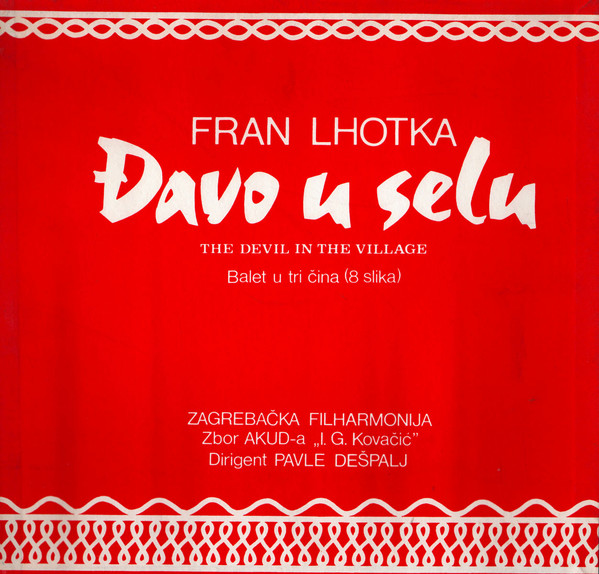 FRAN LHOTKA
Đavo u selu
THE DEVIL IN THE VILLAGE
Balet u tri čina (8 slika)
ZAGREBAČKA FILHARMONIJA
Zbor AKUD-a „I. G. Kovačić”
Dirigent PAVLE DEŠPALJ